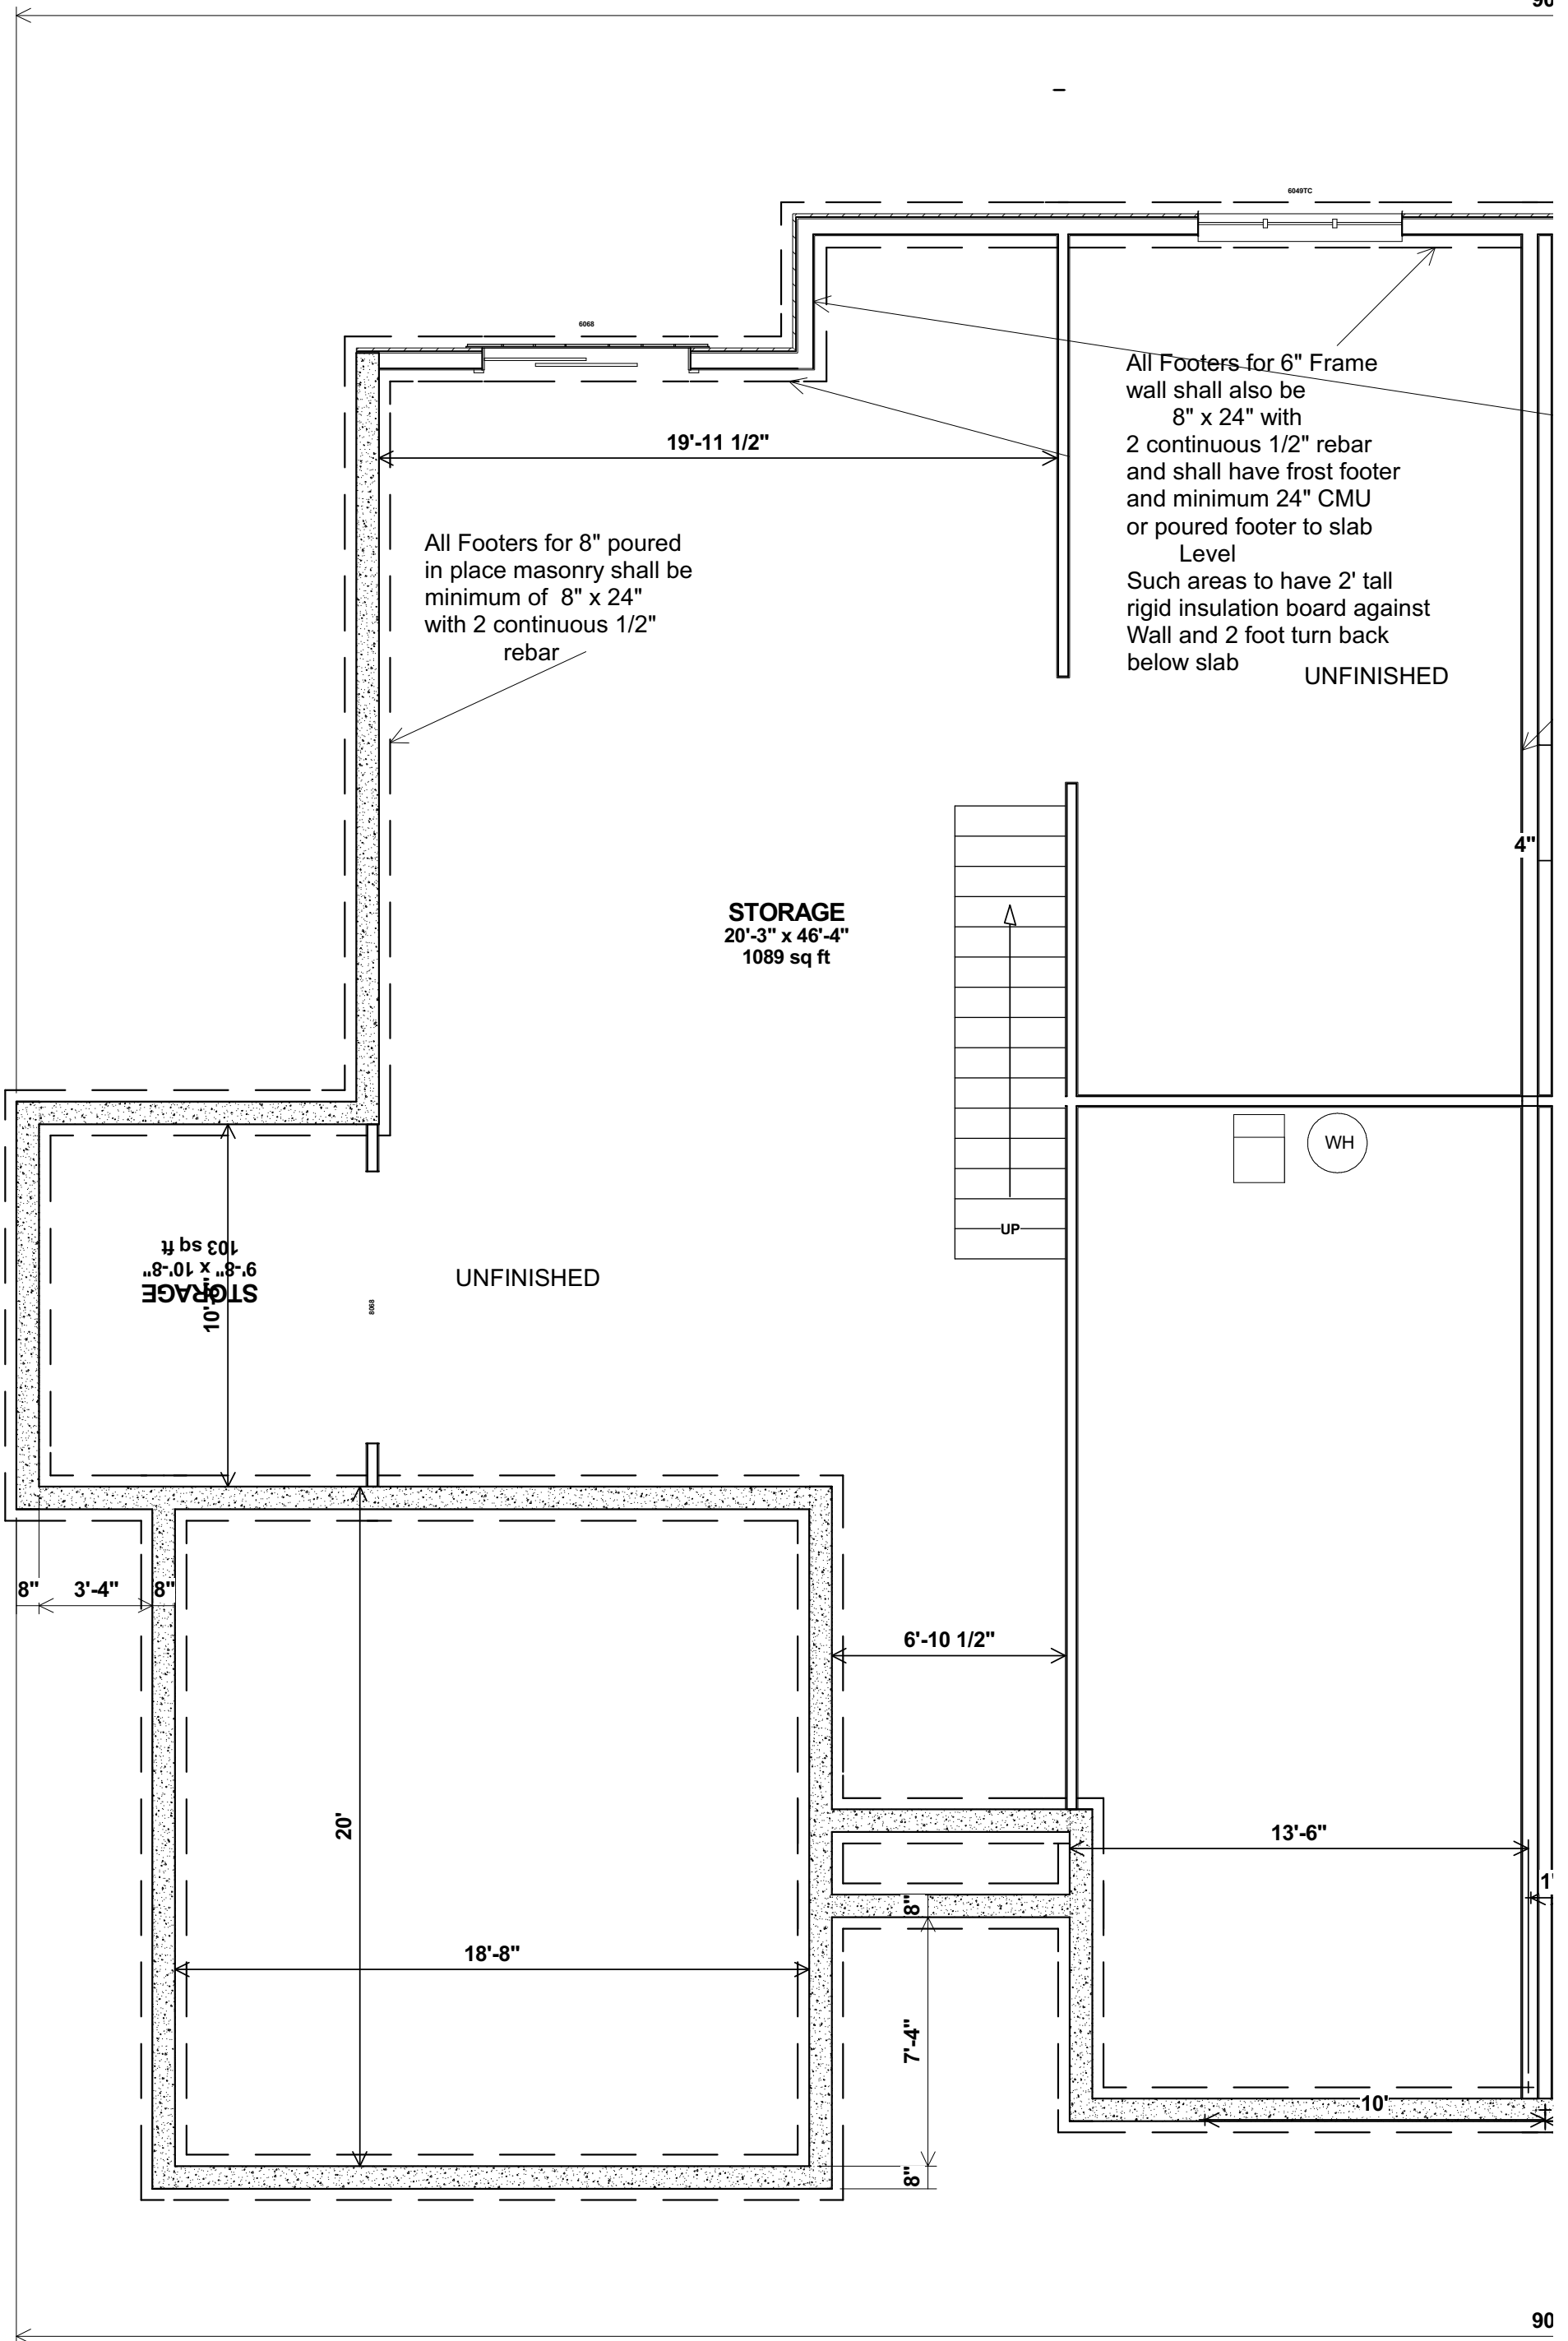 90
6049TC
6068
All Footers for 6" Frame
wall shall also be
8" x 24" with
2 continuous 1/2" rebar
and shall have frost footer
and minimum 24" CMU
or poured footer to slab
Level
Such areas to have 2' tall
rigid insulation board against
Wall and 2 foot turn back
below slab
UNFINISHED
19'-11 1/2"
All Footers for 8" poured
in place masonry shall be
minimum of 8" x 24"
with 2 continuous 1/2"
rebar
4"
STORAGE
20'-3" x 46'-4"
1089 sq ft
WH
UP
STORAGE
9'-8" x 10'-8"
103 sq ft
10'-8"
UNFINISHED
8068
8"
3'-4"
8"
6'-10 1/2"
20'
13'-6"
1'
8"
18'-8"
7'-4"
10'
8"
90